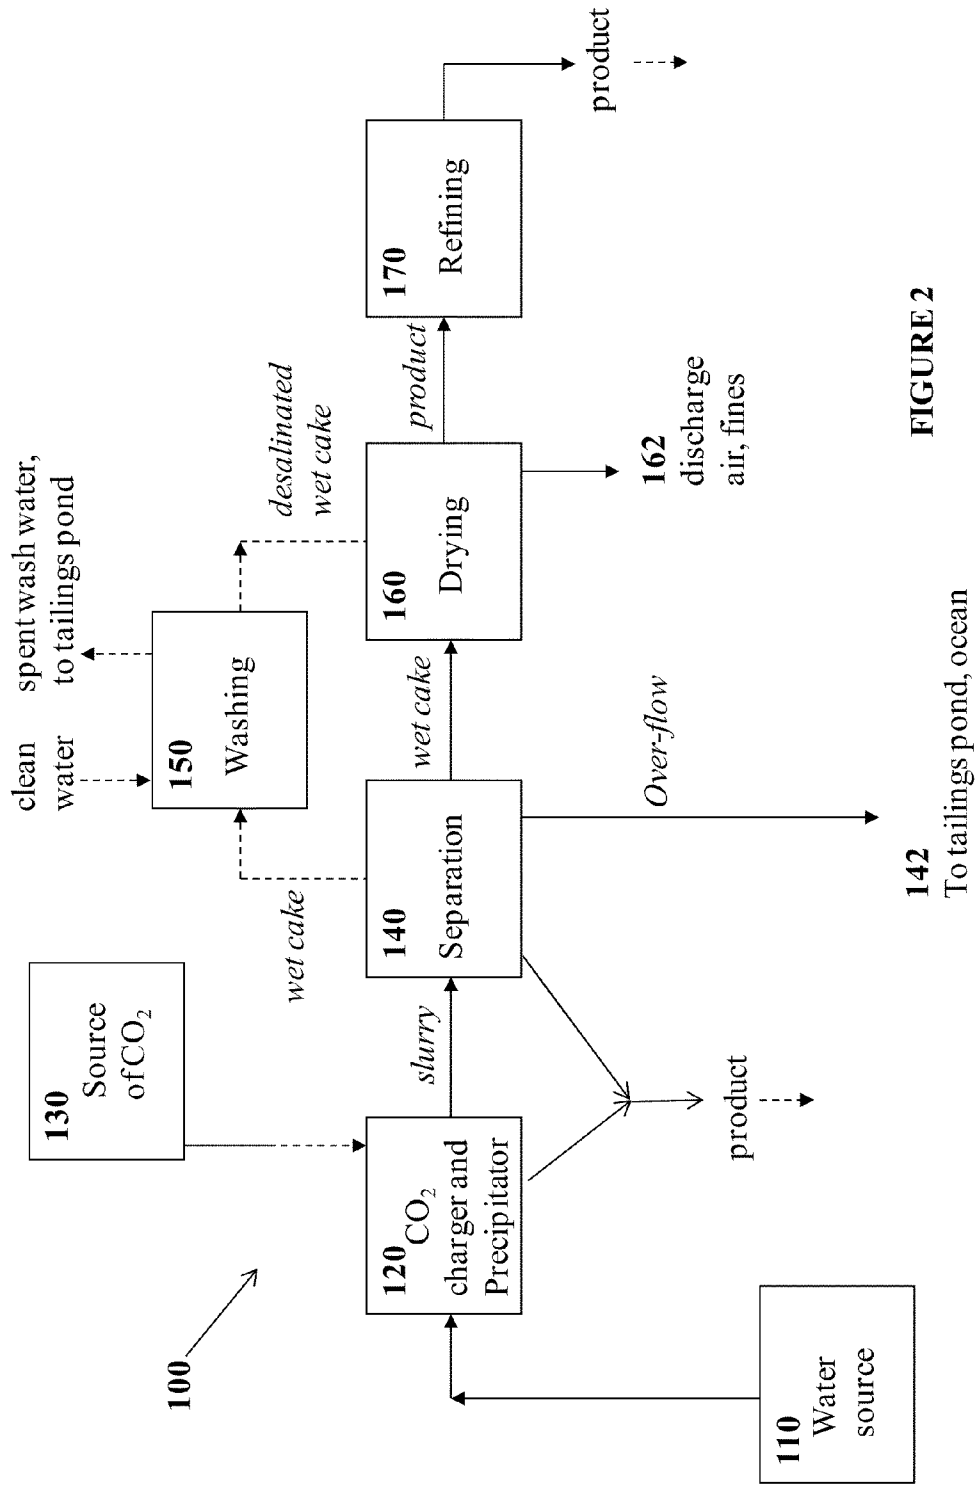 100
110
Water
source
120
CO2
charger and
Precipitator
130
Source
of CO2
slurry
product
140
Separation
wet cake
wet cake
Over-flow
142
To tailings pond, ocean
clean
water
spent wash water,
to tailings pond
150
Washing
desalinated
wet cake
160
Drying
162
discharge
air, fines
product
170
Refining
product
FIGURE 2